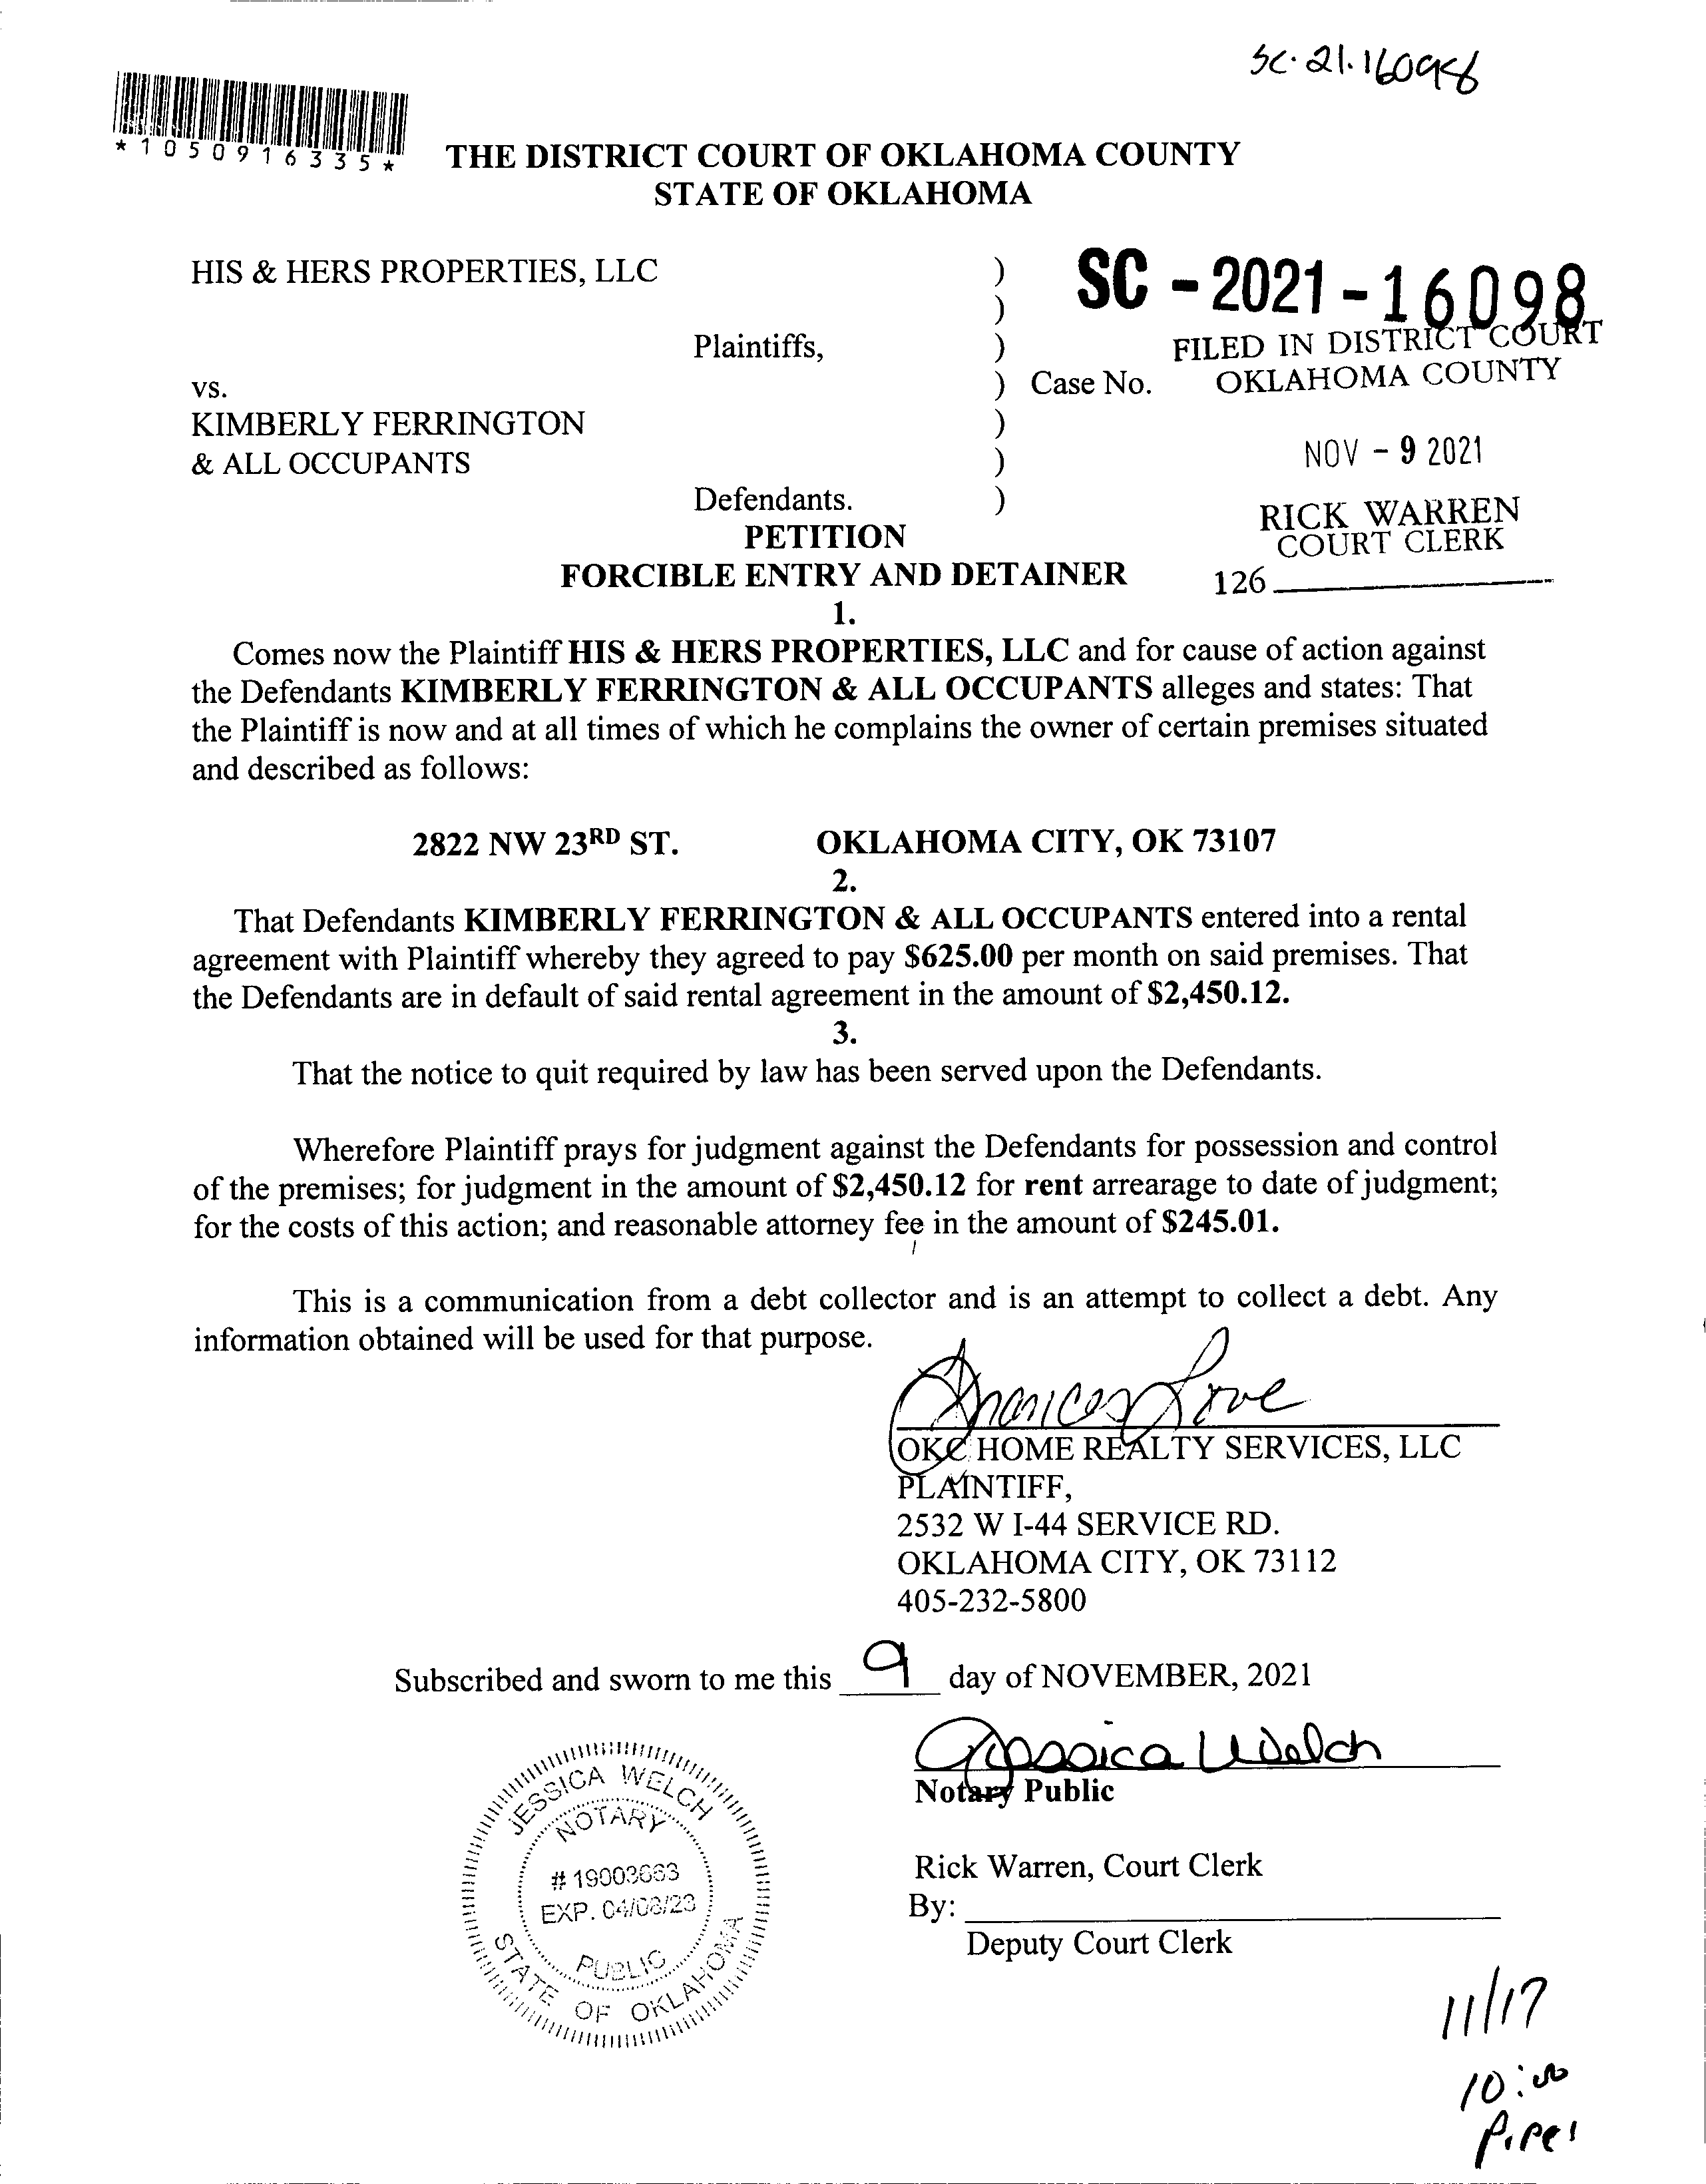 SC-21-16098
*1050916335*
THE DISTRICT COURT OF OKLAHOMA COUNTY
STATE OF OKLAHOMA
HIS & HERS PROPERTIES, LLC )
)
Plaintiffs, )
vs. ) Case No.
KIMBERLY FERRINGTON )
& ALL OCCUPANTS )
Defendants. )
SC - 2021 - 16098
FILED IN DISTRICT COURT
OKLAHOMA COUNTY
NOV - 9 2021
RICK WARREN
COURT CLERK
126
PETITION
FORCIBLE ENTRY AND DETAINER
1.
Comes now the Plaintiff HIS & HERS PROPERTIES, LLC and for cause of action against
the Defendants KIMBERLY FERRINGTON & ALL OCCUPANTS alleges and states: That
the Plaintiff is now and at all times of which he complains the owner of certain premises situated
and described as follows:
2822 NW 23RD ST. OKLAHOMA CITY, OK 73107
2.
That Defendants KIMBERLY FERRINGTON & ALL OCCUPANTS entered into a rental
agreement with Plaintiff whereby they agreed to pay $625.00 per month on said premises. That
the Defendants are in default of said rental agreement in the amount of $2,450.12.
3.
That the notice to quit required by law has been served upon the Defendants.
Wherefore Plaintiff prays for judgment against the Defendants for possession and control
of the premises; for judgment in the amount of $2,450.12 for rent arrearage to date of judgment;
for the costs of this action; and reasonable attorney fee in the amount of $245.01.
This is a communication from a debt collector and is an attempt to collect a debt. Any
information obtained will be used for that purpose.
Frances Love
OKC HOME REALTY SERVICES, LLC
PLAINTIFF,
2532 W I-44 SERVICE RD.
OKLAHOMA CITY, OK 73112
405-232-5800
Subscribed and sworn to me this 9 day of NOVEMBER, 2021
Jessica Welch
Notary Public
JESSICA WELCH
NOTARY
# 19003663
EXP. 04/08/23
PUBLIC
STATE OF OKLAHOMA
Rick Warren, Court Clerk
By:
Deputy Court Clerk
11/17
10:00